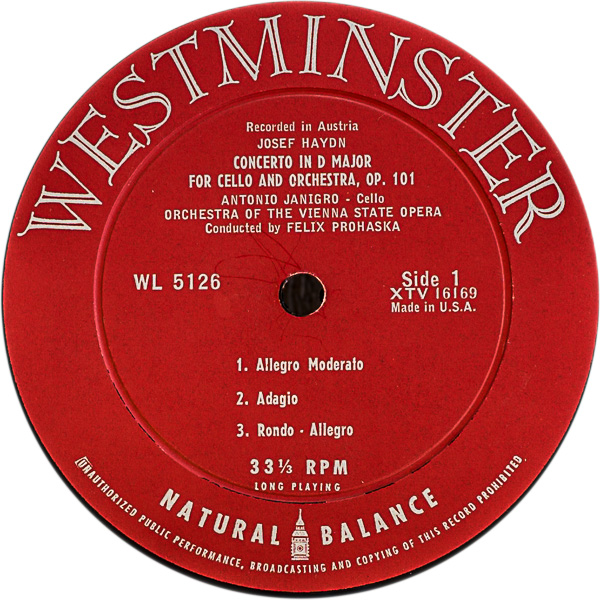 WESTMINSTER
Recorded in Austria
JOSEF HAYDN
CONCERTO IN D MAJOR
FOR CELLO AND ORCHESTRA, OP. 101
ANTONIO JANIGRO - Cello
ORCHESTRA OF THE VIENNA STATE OPERA
Conducted by FELIX PROHASKA
WL 5126
Side 1
XTV 16169
Made in U.S.A.
1. Allegro Moderato
2. Adagio
3. Rondo - Allegro
33⅓ RPM
LONG PLAYING
NATURAL BALANCE
UNAUTHORIZED PUBLIC PERFORMANCE, BROADCASTING AND COPYING OF THIS RECORD PROHIBITED